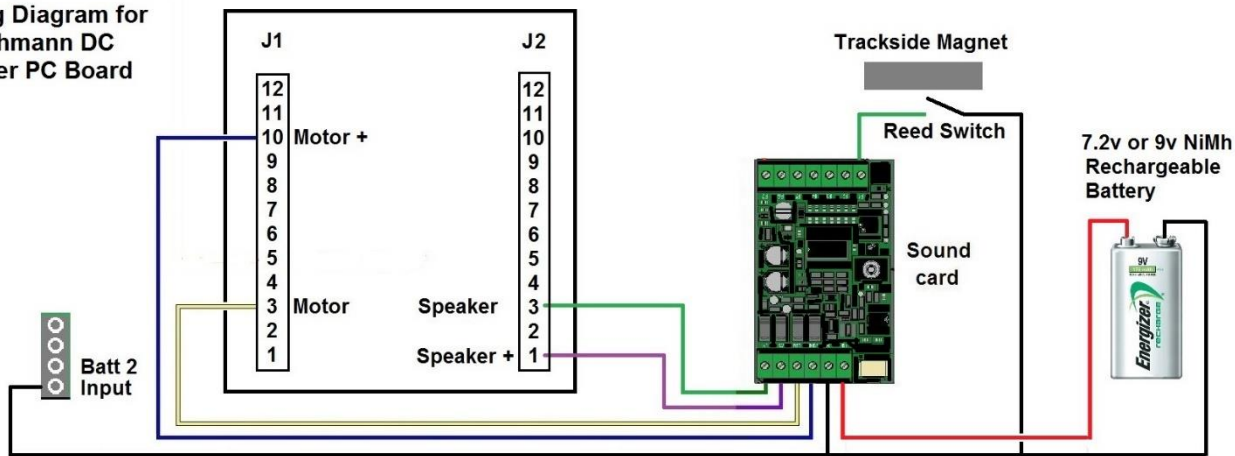 g Diagram for
hmann DC
er PC Board
J1
J2
12
11
10
9
8
7
6
5
4
3
2
1
Motor +
Motor
12
11
10
9
8
7
6
5
4
3
2
1
Speaker
Speaker +
Batt 2
Input
Trackside Magnet
Reed Switch
Sound
card
7.2v or 9v NiMh
Rechargeable
Battery
9V
Energizer